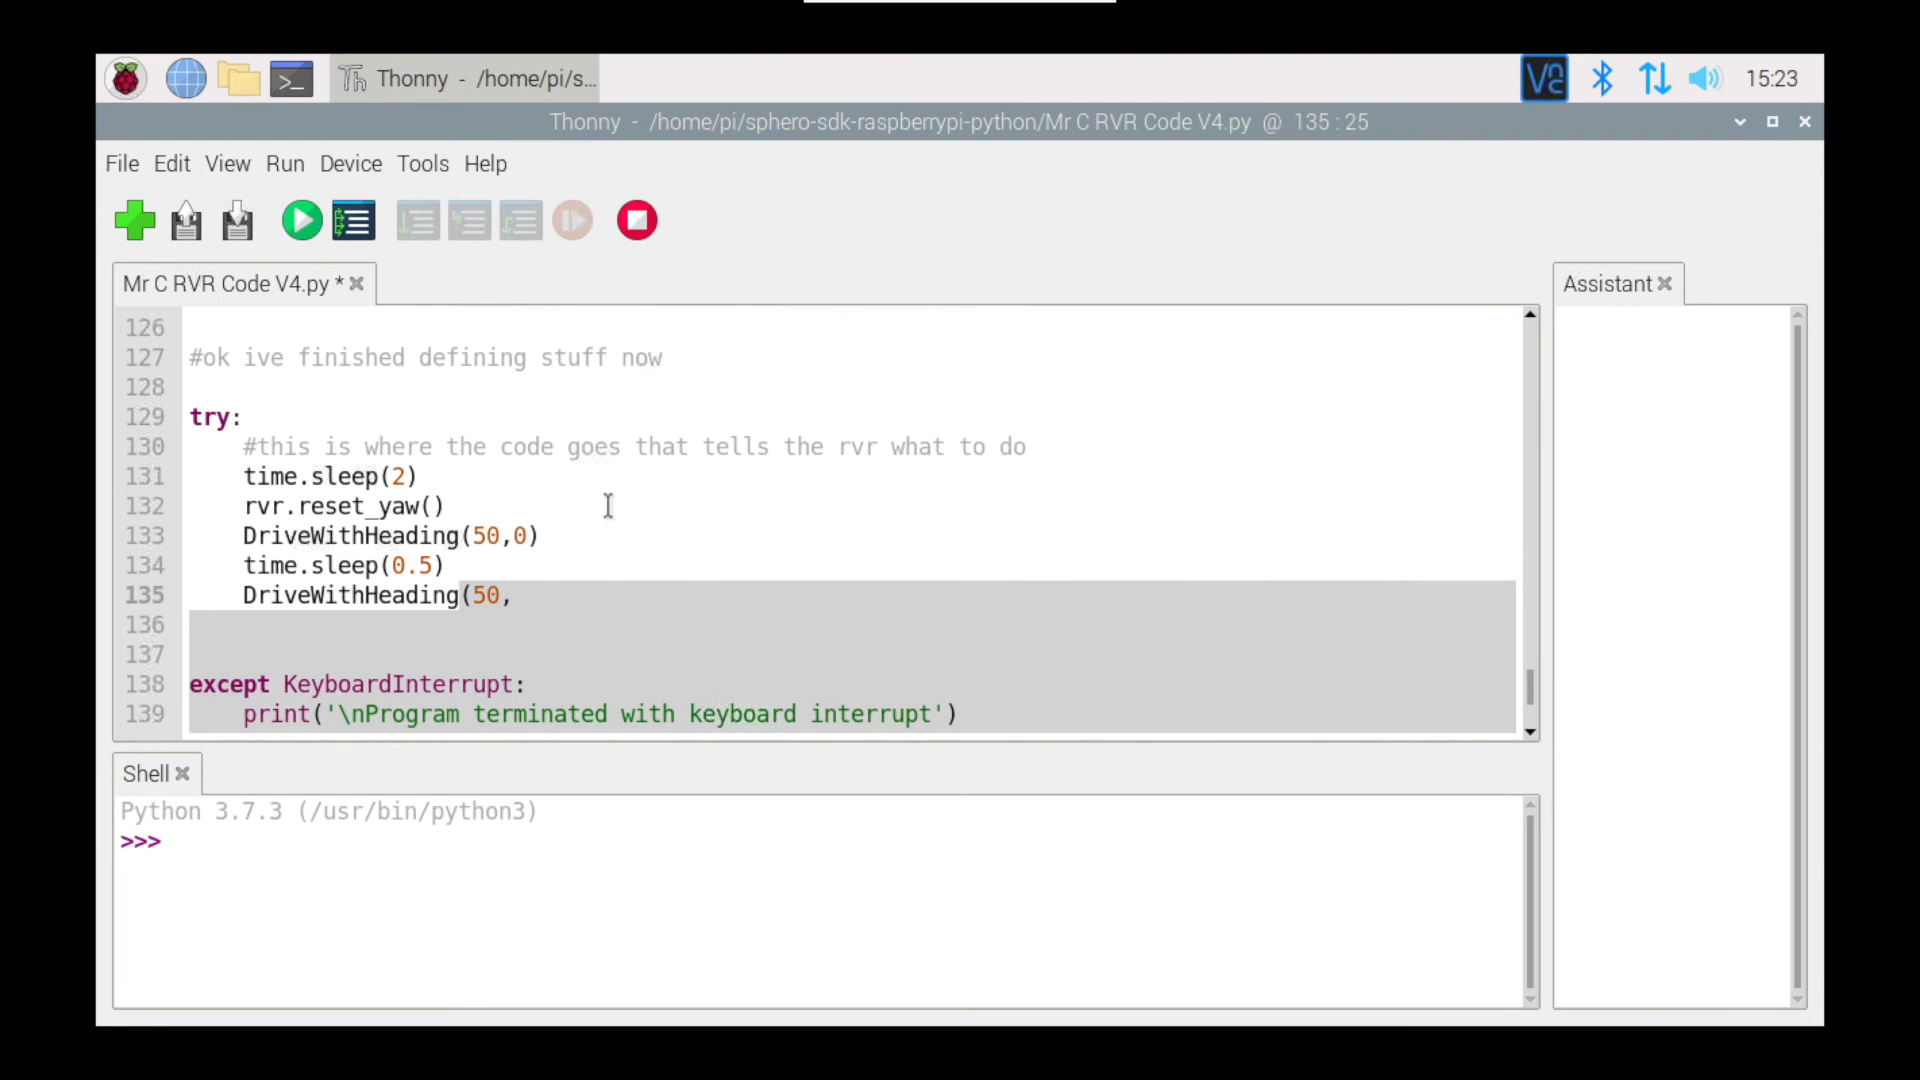 Thonny - /home/pi/s...
15:23
Thonny - /home/pi/sphero-sdk-raspberrypi-python/Mr C RVR Code V4.py @ 135 : 25
File Edit View Run Device Tools Help
Mr C RVR Code V4.py *
Assistant
126
127 #ok ive finished defining stuff now
128
129 try:
130 #this is where the code goes that tells the rvr what to do
131 time.sleep(2)
132 rvr.reset_yaw()
133 DriveWithHeading(50,0)
134 time.sleep(0.5)
135 DriveWithHeading(50,
136
137
138 except KeyboardInterrupt:
139 print('\nProgram terminated with keyboard interrupt')
Shell
Python 3.7.3 (/usr/bin/python3)
>>>